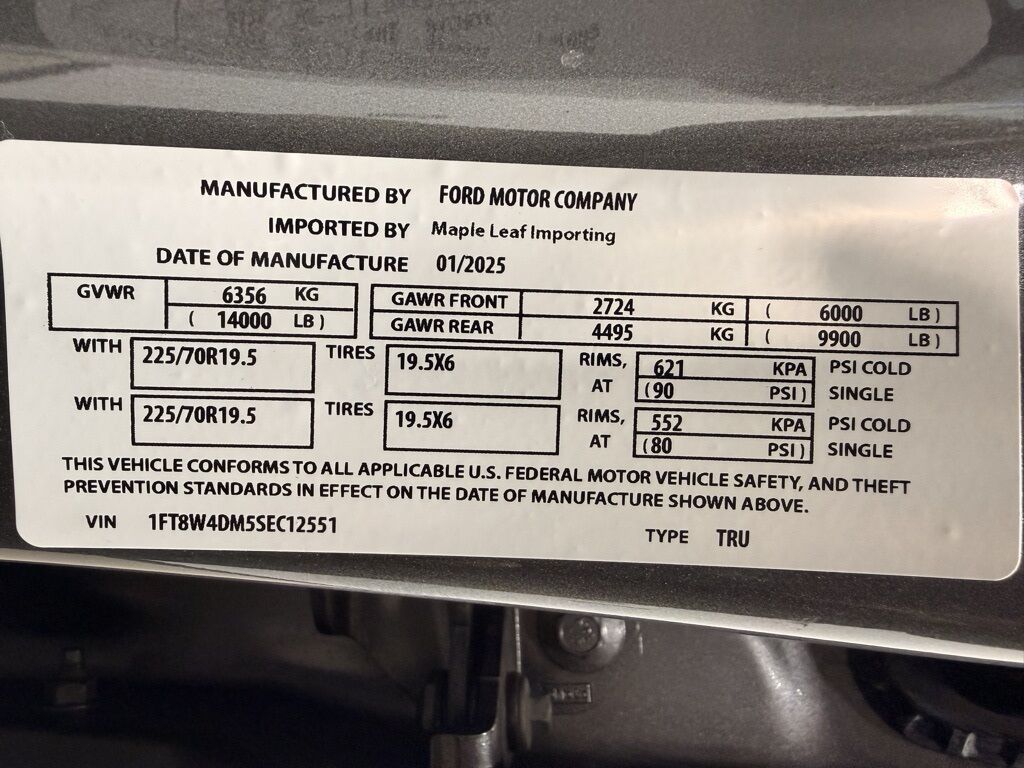 MANUFACTURED BY FORD MOTOR COMPANY
IMPORTED BY Maple Leaf Importing
DATE OF MANUFACTURE 01/2025
GVWR 6356 KG GAWR FRONT 2724 KG ( 6000 LB )
( 14000 LB ) GAWR REAR 4495 KG ( 9900 LB )
WITH 225/70R19.5 TIRES 19.5X6 RIMS, 621 KPA PSI COLD
AT (90 PSI) SINGLE
WITH 225/70R19.5 TIRES 19.5X6 RIMS, 552 KPA PSI COLD
AT (80 PSI) SINGLE
THIS VEHICLE CONFORMS TO ALL APPLICABLE U.S. FEDERAL MOTOR VEHICLE SAFETY, AND THEFT
PREVENTION STANDARDS IN EFFECT ON THE DATE OF MANUFACTURE SHOWN ABOVE.
VIN 1FT8W4DM5SEC12551 TYPE TRU